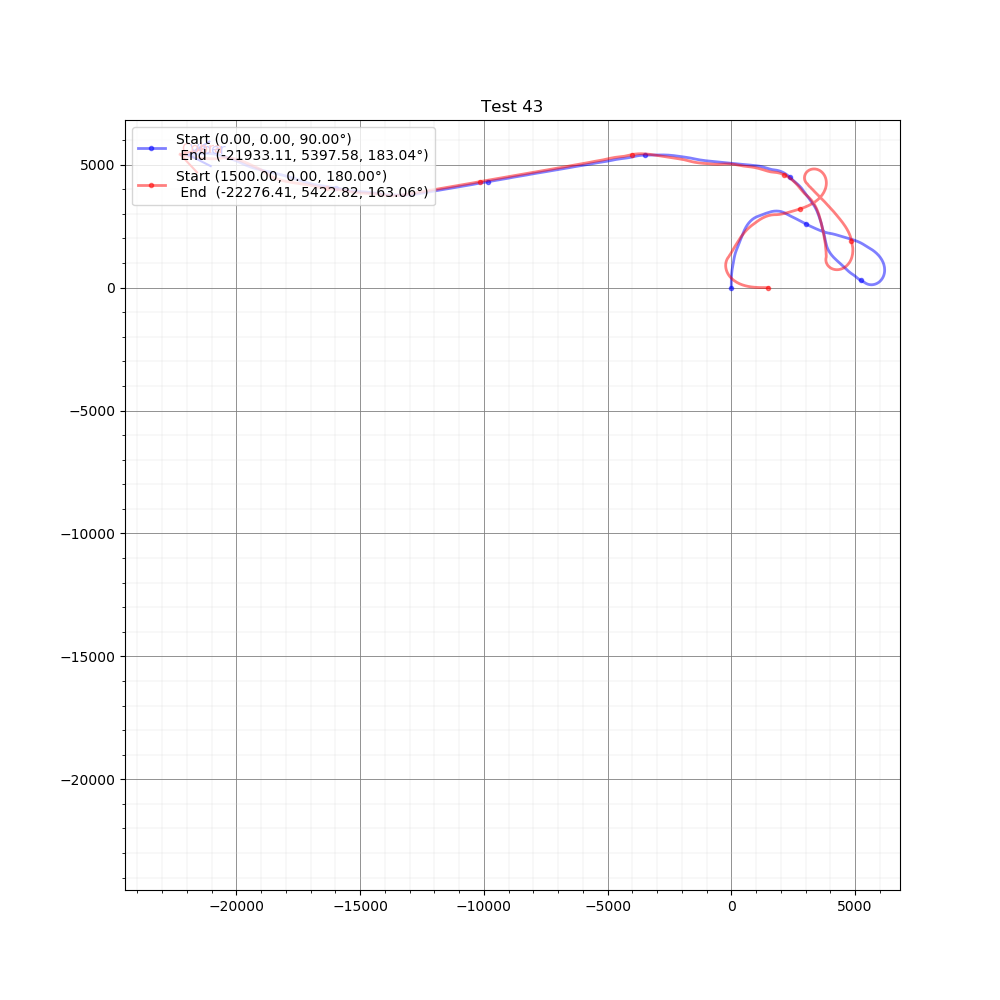 Test 43
Start (0.00, 0.00, 90.00°)
End (-21933.11, 5397.58, 183.04°)
Start (1500.00, 0.00, 180.00°)
End (-22276.41, 5422.82, 163.06°)
5000
0
−5000
−10000
−15000
−20000
−20000 −15000 −10000 −5000 0 5000